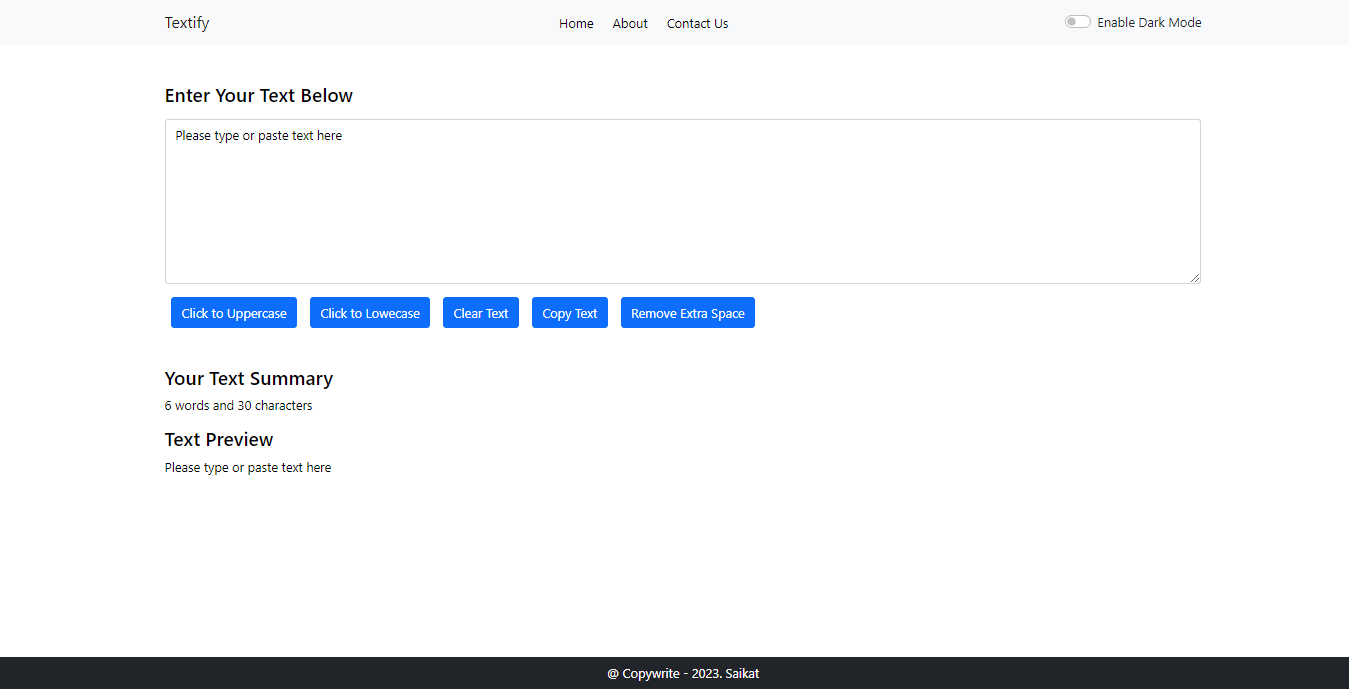 Textify
Home About Contact Us
Enable Dark Mode
Enter Your Text Below
Please type or paste text here
Click to Uppercase Click to Lowecase Clear Text Copy Text Remove Extra Space
Your Text Summary
6 words and 30 characters
Text Preview
Please type or paste text here
@ Copywrite - 2023. Saikat